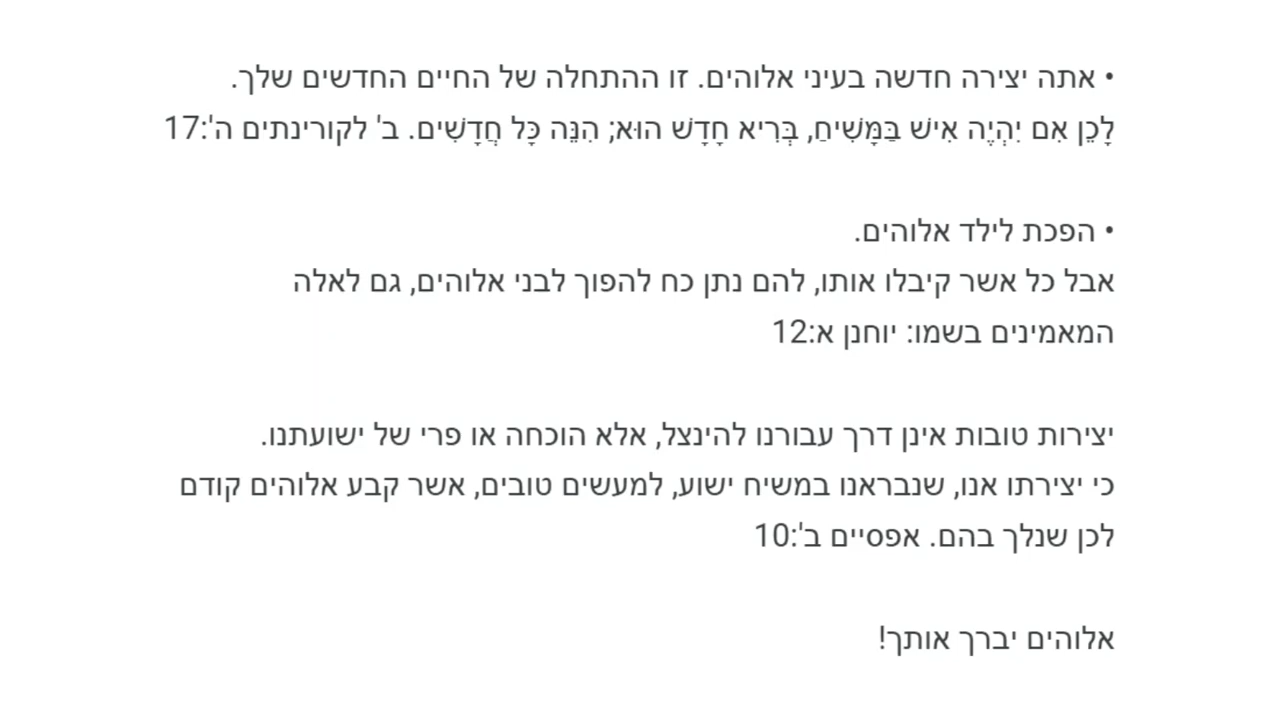 • אתה יצירה חדשה בעיני אלוהים. זו ההתחלה של החיים החדשים שלך.
לָכֵן אִם יִהְיֶה אִישׁ בַּמָּשִׁיחַ, בְּרִיא חָדָשׁ הוּא; הִנֵּה כָּל חֲדָשִׁים. ב' לקורינתים ה':17
• הפכת לילד אלוהים.
אבל כל אשר קיבלו אותו, להם נתן כח להפוך לבני אלוהים, גם לאלה
המאמינים בשמו: יוחנן א:12
יצירות טובות אינן דרך עבורנו להינצל, אלא הוכחה או פרי של ישועתנו.
כי יצירתו אנו, שנבראנו במשיח ישוע, למעשים טובים, אשר קבע אלוהים קודם
לכן שנלך בהם. אפסיים ב':10
אלוהים יברך אותך!